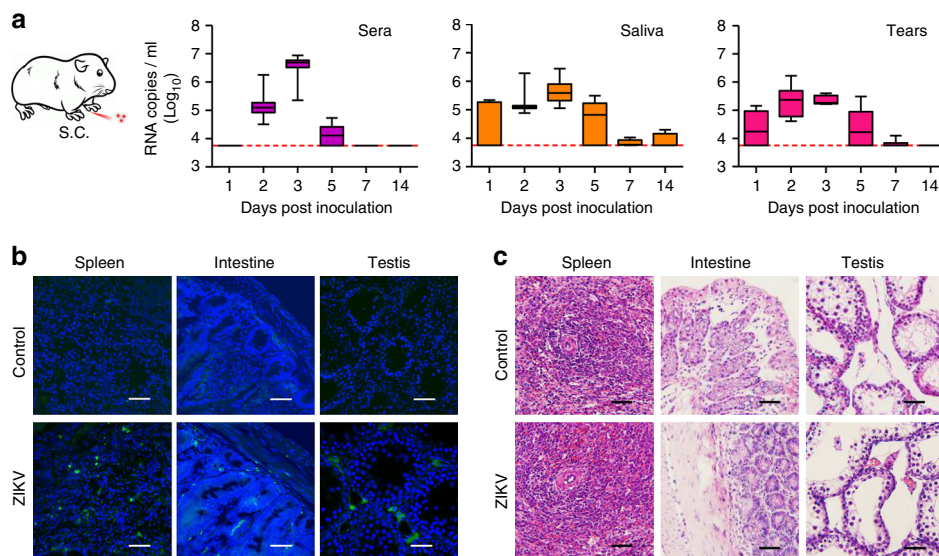 a
Sera
Saliva
Tears
S.C.
RNA copies / ml
(Log10)
8
7
6
5
4
3
1 2 3 5 7 14
Days post inoculation
8
7
6
5
4
3
1 2 3 5 7 14
Days post inoculation
8
7
6
5
4
3
1 2 3 5 7 14
Days post inoculation
b
Spleen Intestine Testis
Control
ZIKV
c
Spleen Intestine Testis
Control
ZIKV